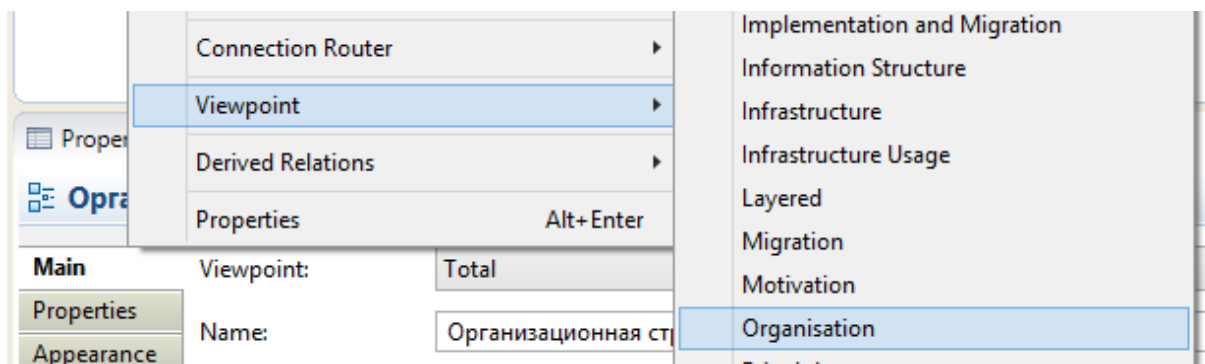 Connection Router
Viewpoint
Derived Relations
Properties Alt+Enter
Implementation and Migration
Information Structure
Infrastructure
Infrastructure Usage
Layered
Migration
Motivation
Organisation
Main
Viewpoint: Total
Properties
Name: Организационная
Appearance